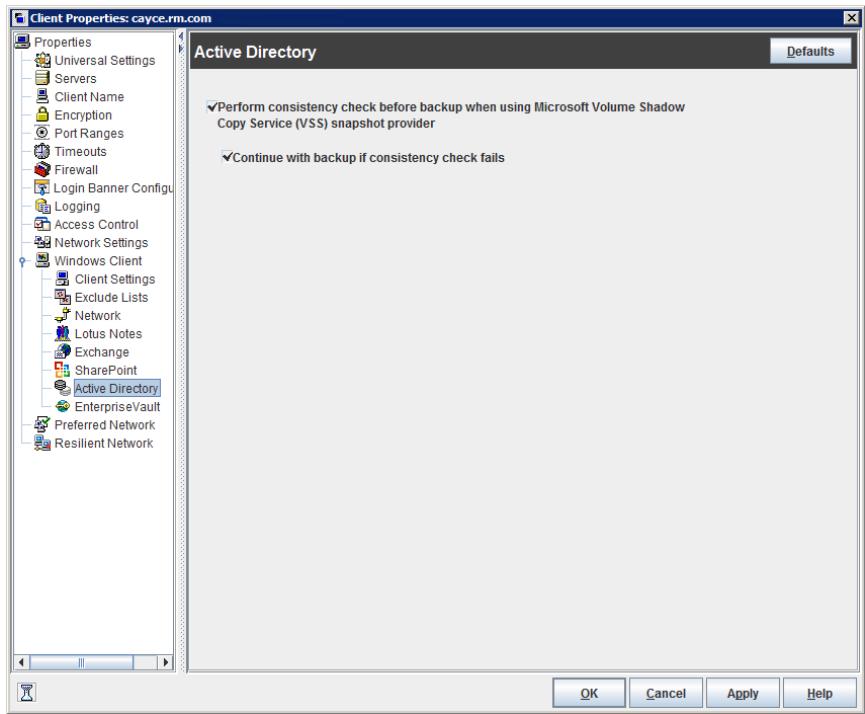 Client Properties: cayce.rm.com
Properties
Universal Settings
Servers
Client Name
Encryption
Port Ranges
Timeouts
Firewall
Login Banner Configu
Logging
Access Control
Network Settings
Windows Client
Client Settings
Exclude Lists
Network
Lotus Notes
Exchange
SharePoint
Active Directory
EnterpriseVault
Preferred Network
Resilient Network
Active Directory
Defaults
Perform consistency check before backup when using Microsoft Volume Shadow
Copy Service (VSS) snapshot provider
Continue with backup if consistency check fails
OK
Cancel
Apply
Help